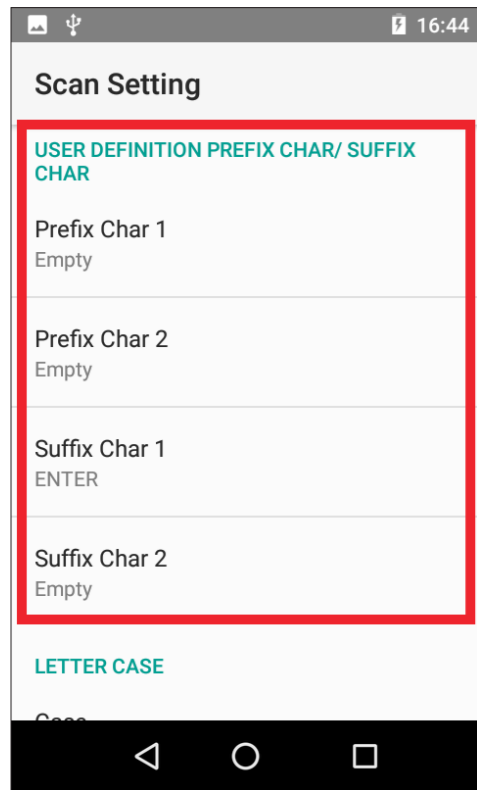 16:44
Scan Setting
USER DEFINITION PREFIX CHAR/ SUFFIX
CHAR
Prefix Char 1
Empty
Prefix Char 2
Empty
Suffix Char 1
ENTER
Suffix Char 2
Empty
LETTER CASE